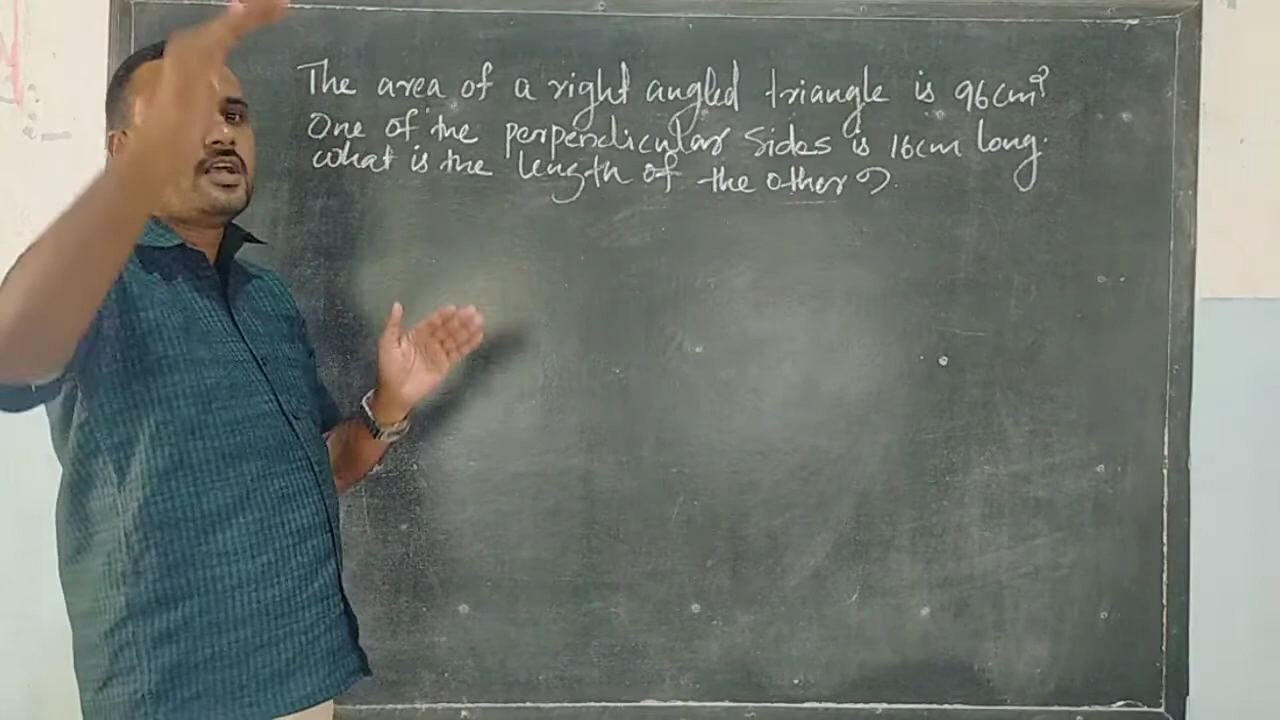 The area of a right angled triangle is 96cm²
One of the perpendicular sides is 16cm long.
What is the length of the other?